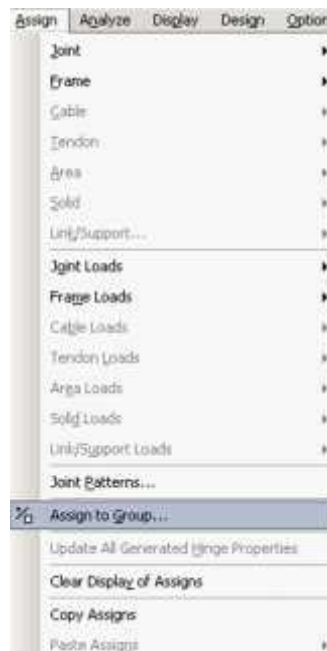 Assign Analyze Display Design Option
Joint
Frame
Cable
Tendon
Area
Solid
Link/Support...
Joint Loads
Frame Loads
Cable Loads
Tendon Loads
Area Loads
Solid Loads
Link/Support Loads
Joint Patterns...
Assign to Group...
Update All Generated Hinge Properties
Clear Display of Assigns
Copy Assigns
Paste Assigns